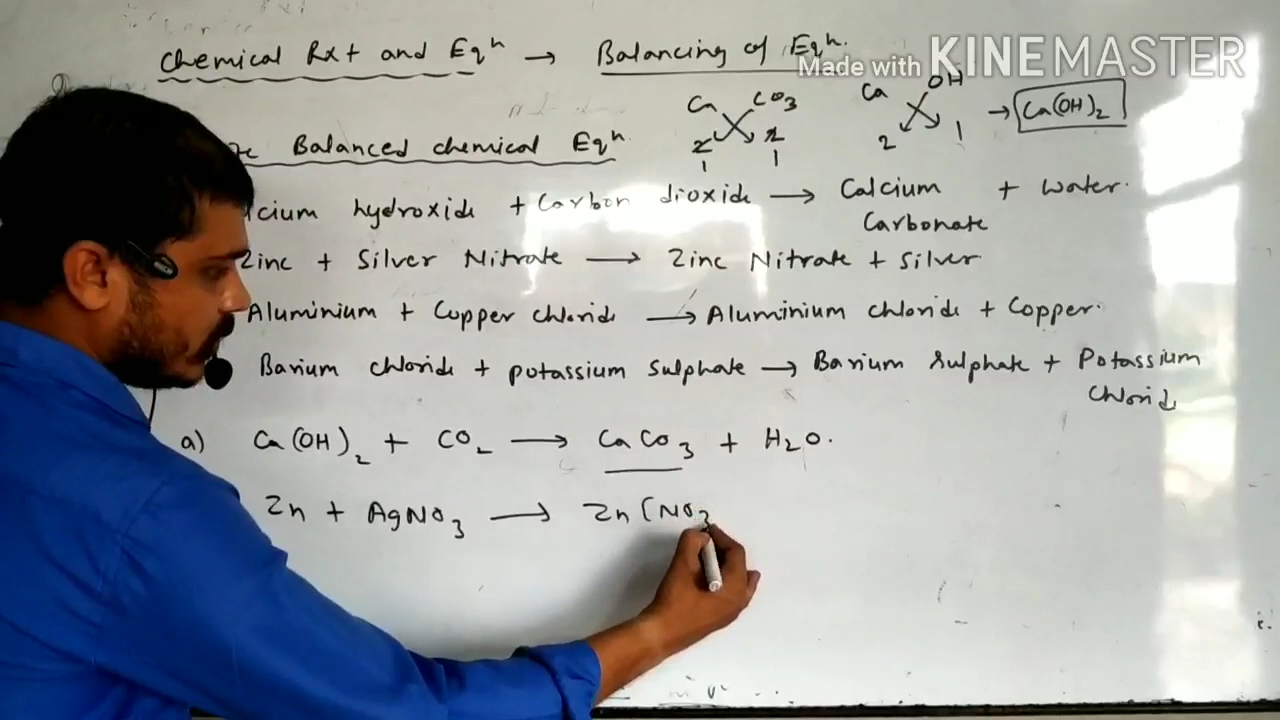 Chemical Rxt and Eqn → Balancing of Eqn.
Made with KINEMASTER
Ca CO3
2 2
1 1
Ca OH
2 1
→ Ca(OH)2
Balanced chemical Eqn.
lcium hydroxide + Carbon dioxide → Calcium Carbonate + water.
Zinc + Silver Nitrate → Zinc Nitrate + Silver
Aluminium + Copper chloride → Aluminium chloride + Copper.
Barium chloride + potassium sulphate → Barium sulphate + Potassium
Chlorid
a) Ca(OH)2 + CO2 → CaCO3 + H2O.
Zn + AgNO3 → Zn(NO3